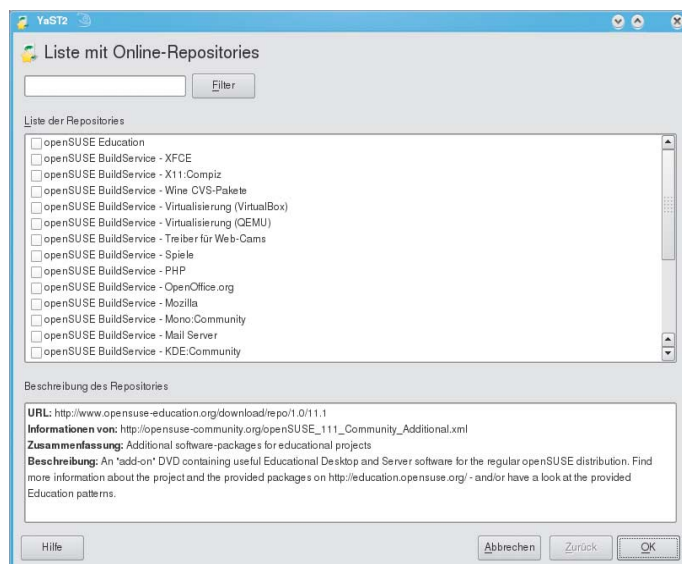 YaST2
Liste mit Online-Repositories
Filter
Liste der Repositories
openSUSE Education
openSUSE BuildService - XFCE
openSUSE BuildService - X11:Compiz
openSUSE BuildService - Wine CVS-Pakete
openSUSE BuildService - Virtualisierung (VirtualBox)
openSUSE BuildService - Virtualisierung (QEMU)
openSUSE BuildService - Treiber für Web-Cams
openSUSE BuildService - Spiele
openSUSE BuildService - PHP
openSUSE BuildService - OpenOffice.org
openSUSE BuildService - Mozilla
openSUSE BuildService - Mono:Community
openSUSE BuildService - Mail Server
openSUSE BuildService - KDE:Community
Beschreibung des Repositories
URL: http://www.opensuse-education.org/download/repo/1.0/11.1
Informationen von: http://opensuse-community.org/openSUSE_111_Community_Additional.xml
Zusammenfassung: Additional software-packages for educational projects
Beschreibung: An "add-on" DVD containing useful Educational Desktop and Server software for the regular openSUSE distribution. Find
more information about the project and the provided packages on http://education.opensuse.org/ - and/or have a look at the provided
Education patterns.
Hilfe
Abbrechen
Zurück
OK